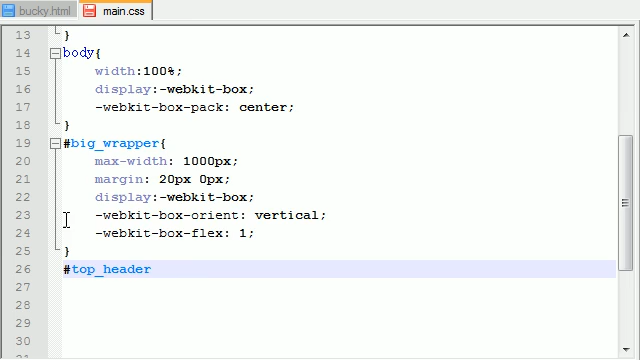 bucky.html main.css
13 }
14 body{
15 width:100%;
16 display:-webkit-box;
17 -webkit-box-pack: center;
18 }
19 #big_wrapper{
20 max-width: 1000px;
21 margin: 20px 0px;
22 display:-webkit-box;
23 -webkit-box-orient: vertical;
24 -webkit-box-flex: 1;
25 }
26 #top_header
27
28
29
30